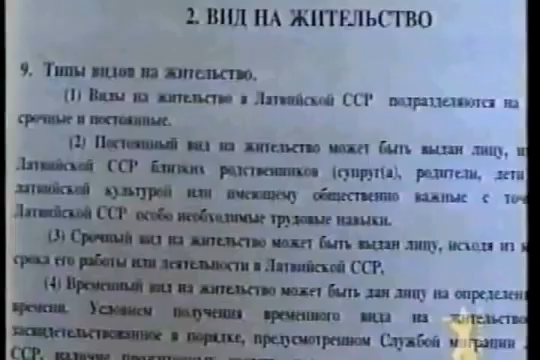 2. ВИД НА ЖИТЕЛЬСТВО
9. Типы видов на жительство.
(1) Виды на жительство в Латвийской ССР подразделяются на
срочные и постоянные.
(2) Постоянный вид на жительство может быть выдан лицу,
Латвийской ССР близких родственников (супруг(а), родители, дети
латвийской культурой или имеющему общественно важные с
Латвийской ССР особо необходимые трудовые навыки.
(3) Срочный вид на жительство может быть выдан лицу, исходя из
срока его работы или деятельности в Латвийской ССР.
(4) Временный вид на жительство может быть дан лицу на
времени. Условием получения временного вида на
засвидетельствованное в порядке, предусмотренном Службой миграции
ССР, наличие